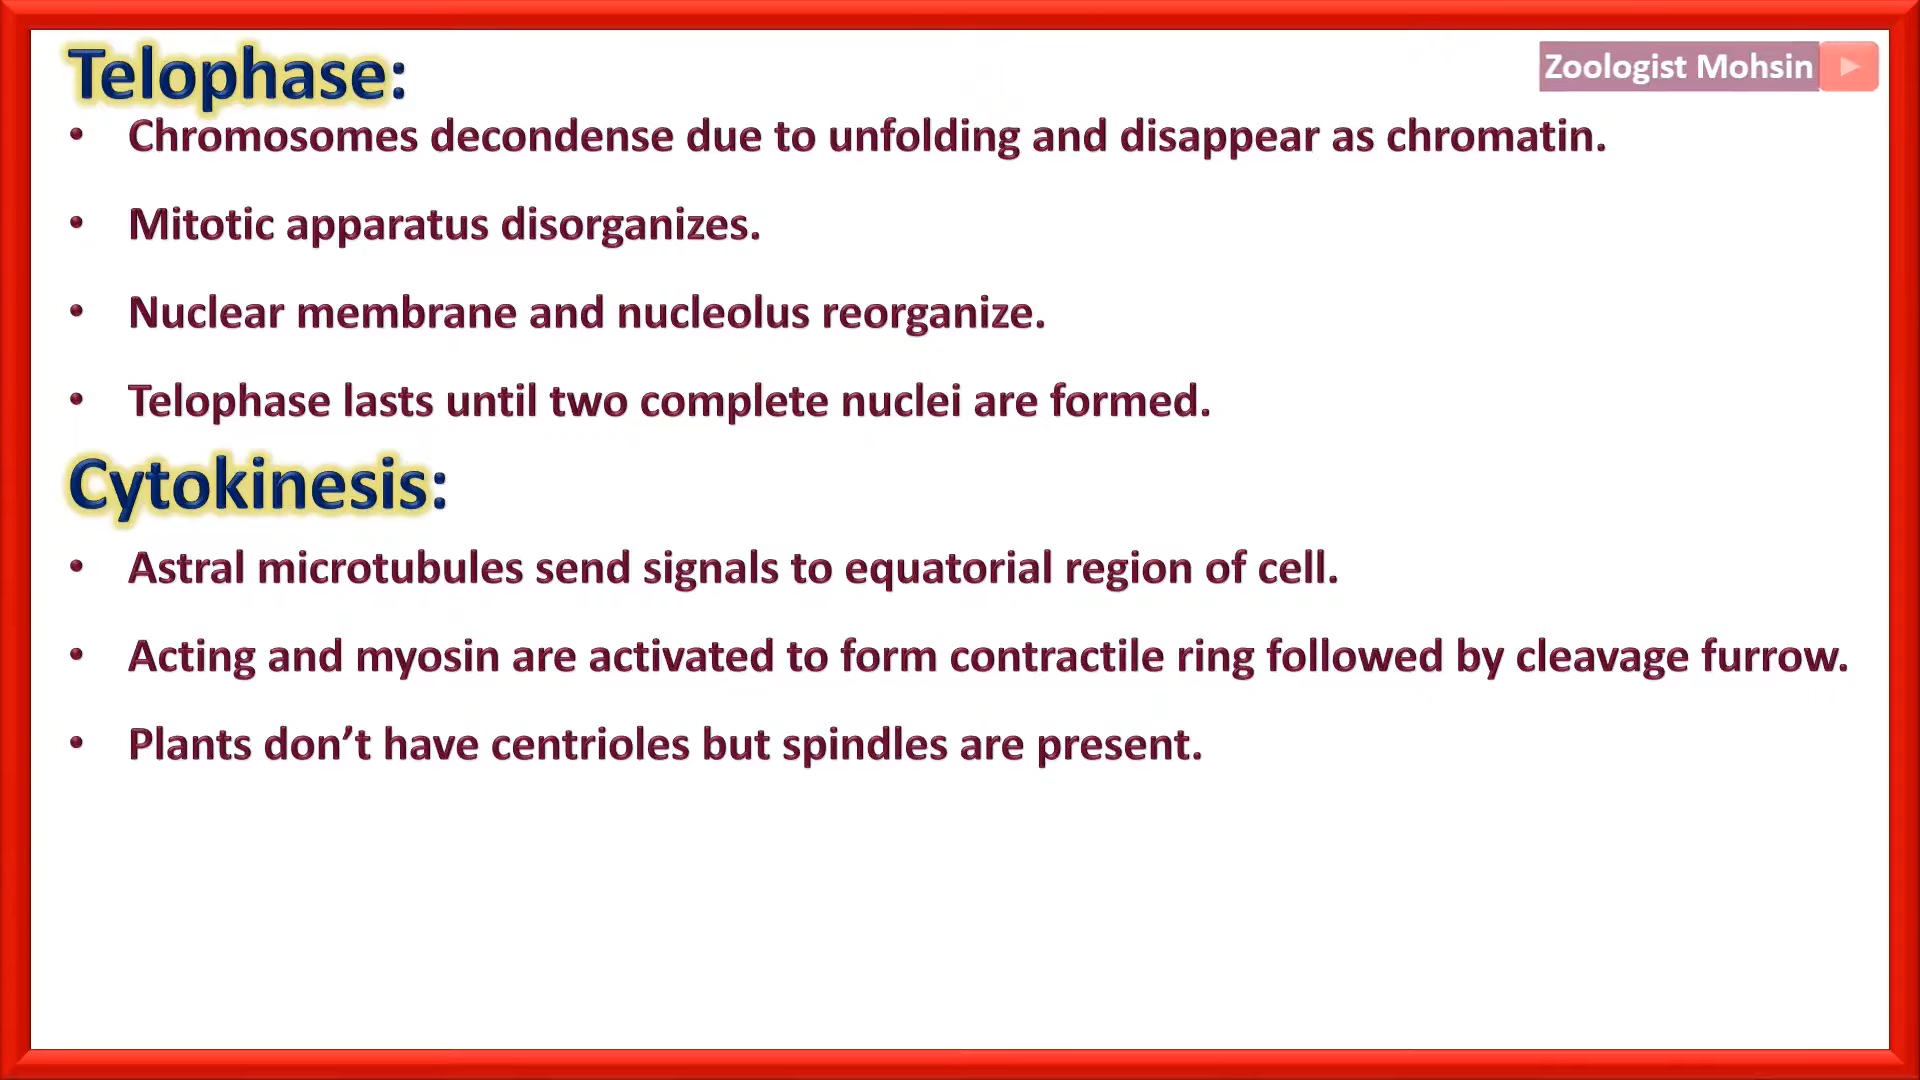 Telophase:
Zoologist Mohsin
• Chromosomes decondense due to unfolding and disappear as chromatin.
• Mitotic apparatus disorganizes.
• Nuclear membrane and nucleolus reorganize.
• Telophase lasts until two complete nuclei are formed.
Cytokinesis:
• Astral microtubules send signals to equatorial region of cell.
• Acting and myosin are activated to form contractile ring followed by cleavage furrow.
• Plants don’t have centrioles but spindles are present.